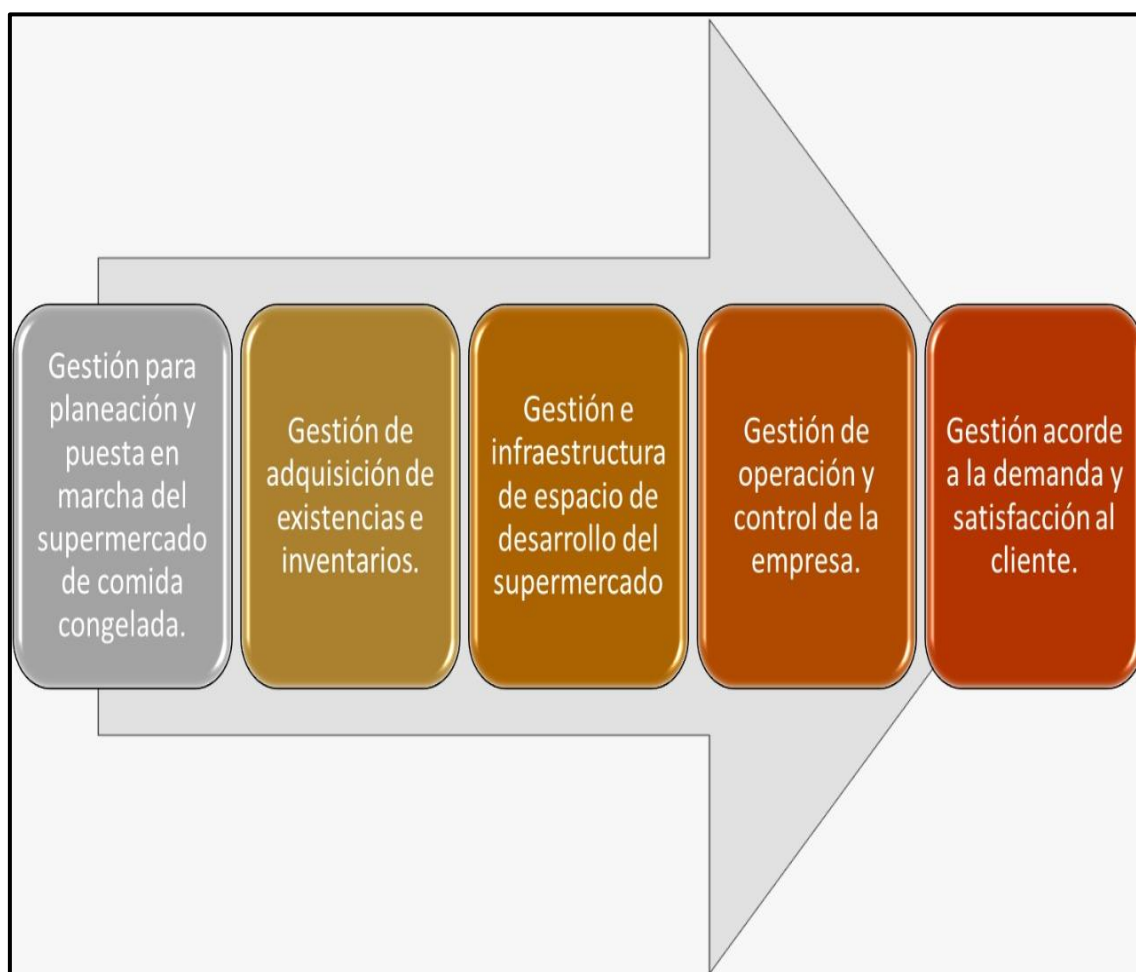 Gestión para
planeación y
puesta en
marcha del
supermercado
de comida
congelada.
Gestión de
adquisición de
existencias e
inventarios.
Gestión e
infraestructura
de espacio de
desarrollo del
supermercado
Gestión de
operación y
control de la
empresa.
Gestión acorde
a la demanda y
satisfacción al
cliente.